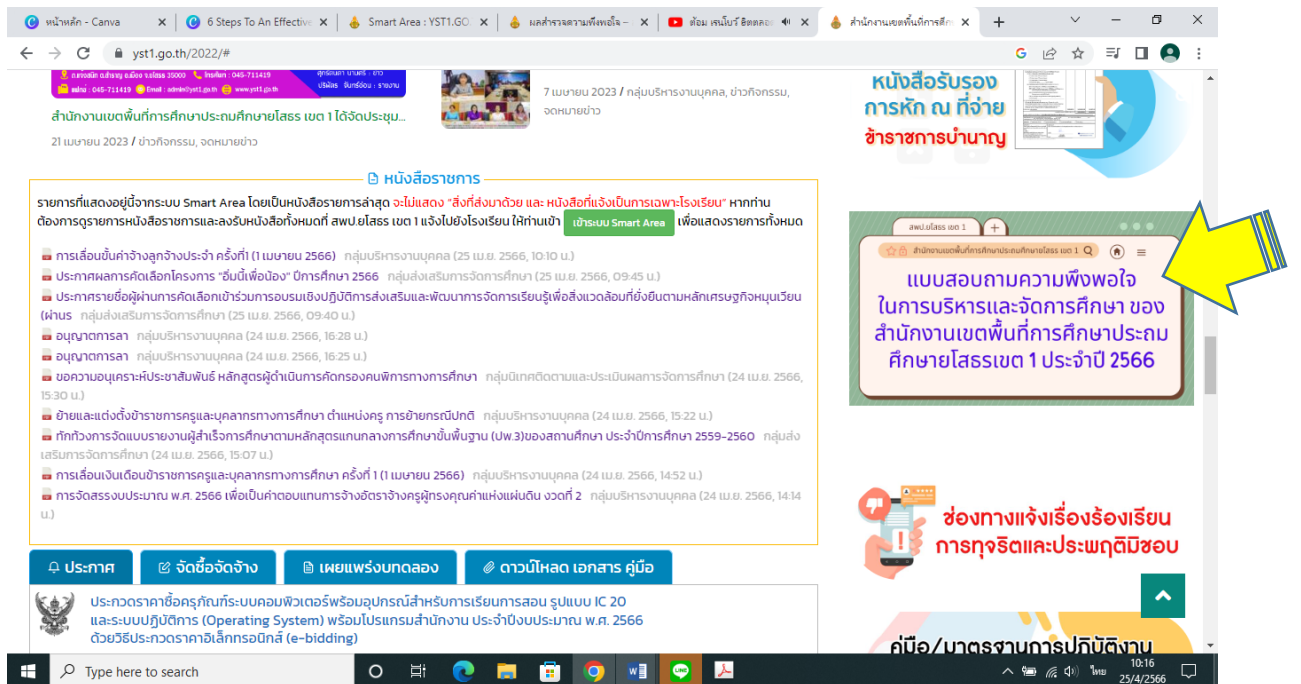 หน้าหลัก - Canva
6 Steps To An Effective
Smart Area : YST1.GO
ผลสำรวจความพึงพอใจ –
สำนักงานเขตพื้นที่การศึก
yst1.go.th/2022/#
สำนักงานเขตพื้นที่การศึกษาประถมศึกษายโสธร เขต 1 ได้จัดประชุม...
21 เมษายน 2023 / ข่าวกิจกรรม, จดหมายข่าว
7 เมษายน 2023 / กลุ่มบริหารงานบุคคล, ข่าวกิจกรรม,
จดหมายข่าว
หนังสือรับรอง
การหัก ณ ที่จ่าย
ข้าราชการบำนาญ
หนังสือราชการ
รายการที่แสดงอยู่นี้จากระบบ Smart Area โดยเป็นหนังสือรายการล่าสุด จะไม่แสดง "สิ่งที่ส่งมาด้วย และ หนังสือที่แจ้งเป็นการเฉพาะโรงเรียน" หากท่าน
ต้องการดูรายการหนังสือราชการและลงรับหนังสือทั้งหมดที่ สพป.ยโสธร เขต 1 แจ้งไปยังโรงเรียน ให้ท่านเข้า เข้าระบบ Smart Area เพื่อแสดงรายการทั้งหมด
การเลื่อนขั้นค่าจ้างลูกจ้างประจำ ครั้งที่1 (1 เมษายน 2566) กลุ่มบริหารงานบุคคล (25 เม.ย. 2566, 10:10 น.)
ประกาศผลการคัดเลือกโครงการ "อิ่มนี้เพื่อน้อง" ปีการศึกษา 2566 กลุ่มส่งเสริมการจัดการศึกษา (25 เม.ย. 2566, 09:45 น.)
ประกาศรายชื่อผู้ผ่านการคัดเลือกเข้าร่วมการอบรมเชิงปฏิบัติการส่งเสริมและพัฒนาการจัดการเรียนรู้เพื่อสิ่งแวดล้อมที่ยั่งยืนตามหลักเศรษฐกิจหมุนเวียน
(ผ่านร กลุ่มส่งเสริมการจัดการศึกษา (25 เม.ย. 2566, 09:40 น.)
อนุญาตการลา กลุ่มบริหารงานบุคคล (24 เม.ย. 2566, 16:28 น.)
อนุญาตการลา กลุ่มบริหารงานบุคคล (24 เม.ย. 2566, 16:25 น.)
ขอความอนุเคราะห์ประชาสัมพันธ์ หลักสูตรผู้ดำเนินการคัดกรองคนพิการทางการศึกษา กลุ่มนิเทศติดตามและประเมินผลการจัดการศึกษา (24 เม.ย. 2566,
15:30 น.)
ย้ายและแต่งตั้งข้าราชการครูและบุคลากรทางการศึกษา ตำแหน่งครู การย้ายกรณีปกติ กลุ่มบริหารงานบุคคล (24 เม.ย. 2566, 15:22 น.)
ทักท้วงการจัดแบบรายงานผู้สำเร็จการศึกษาตามหลักสูตรแกนกลางการศึกษาขั้นพื้นฐาน (ปพ.3)ของสถานศึกษา ประจำปีการศึกษา 2559-2560 กลุ่มส่ง
เสริมการจัดการศึกษา (24 เม.ย. 2566, 15:07 น.)
การเลื่อนเงินเดือนข้าราชการครูและบุคลากรทางการศึกษา ครั้งที่ 1 (1 เมษายน 2566) กลุ่มบริหารงานบุคคล (24 เม.ย. 2566, 14:52 น.)
การจัดสรรงบประมาณ พ.ศ. 2566 เพื่อเป็นค่าตอบแทนการจ้างอัตราจ้างครูผู้ทรงคุณค่าแห่งแผ่นดิน งวดที่ 2 กลุ่มบริหารงานบุคคล (24 เม.ย. 2566, 14:14
น.)
สพป.ยโสธร เขต 1
สำนักงานเขตพื้นที่การศึกษาประถมศึกษายโสธร เขต 1
แบบสอบถามความพึงพอใจ
ในการบริหารและจัดการศึกษา ของ
สำนักงานเขตพื้นที่การศึกษาประถม
ศึกษายโสธรเขต 1 ประจำปี 2566
ช่องทางแจ้งเรื่องร้องเรียน
การทุจริตและประพฤติมิชอบ
ประกาศ
จัดซื้อจัดจ้าง
เผยแพร่งบทดลอง
ดาวน์โหลด เอกสาร คู่มือ
ประกวดราคาซื้อครุภัณฑ์ระบบคอมพิวเตอร์พร้อมอุปกรณ์สำหรับการเรียนการสอน รูปแบบ IC 20
และระบบปฏิบัติการ (Operating System) พร้อมโปรแกรมสำนักงาน ประจำปีงบประมาณ พ.ศ. 2566
ด้วยวิธีประกวดราคาอิเล็กทรอนิกส์ (e-bidding)
คู่มือ/มาตรฐานการปฏิบัติงาน
Type here to search
ไทย
10:16
25/4/2566